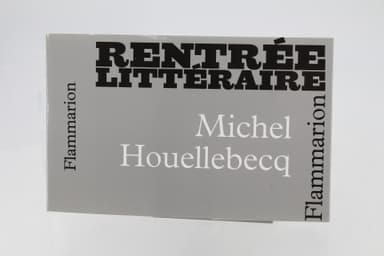 RENTRÉE
LITTÉRAIRE
Michel
Houellebecq
Flammarion
Flammarion